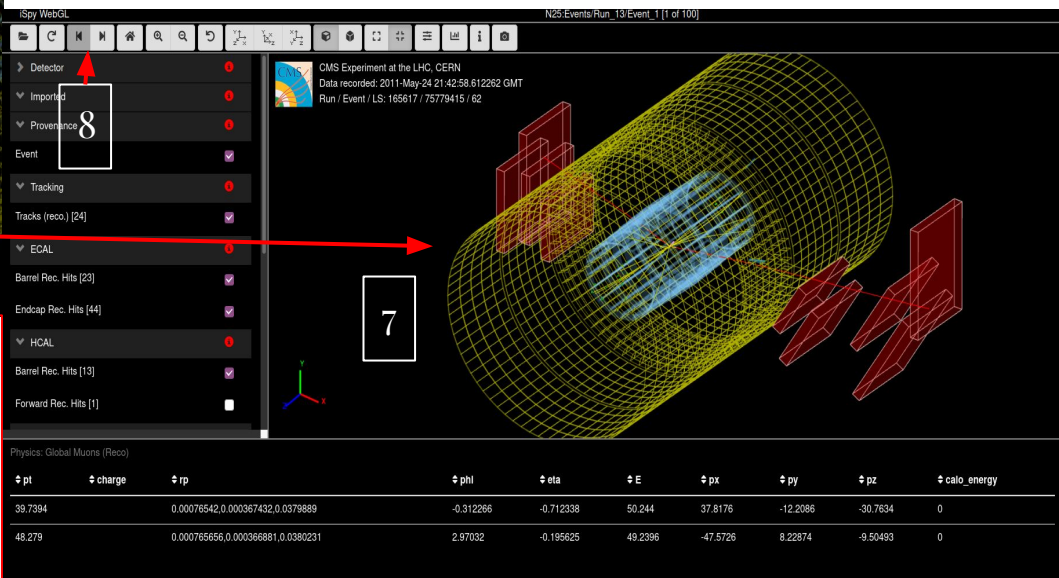 iSpy WebGL
N25:Events/Run_13/Event_1 [1 of 100]
CMS
CMS Experiment at the LHC, CERN
Data recorded: 2011-May-24 21:42:58.612262 GMT
Run / Event / LS: 165617 / 75779415 / 62
Detector
Imported
Provenance
Event
Tracking
Tracks (reco.) [24]
ECAL
Barrel Rec. Hits [23]
Endcap Rec. Hits [44]
HCAL
Barrel Rec. Hits [13]
Forward Rec. Hits [1]
8
7
Y
X
Z
Physics: Global Muons (Reco)
pt charge rp phi eta E px py pz calo_energy
39.7394 0.00076542,0.000367432,0.0379889 -0.312266 -0.712338 50.244 37.8176 -12.2086 -30.7634 0
48.279 0.000765656,0.000366881,0.0380231 2.97032 -0.195625 49.2396 -47.5726 8.22874 -9.50493 0